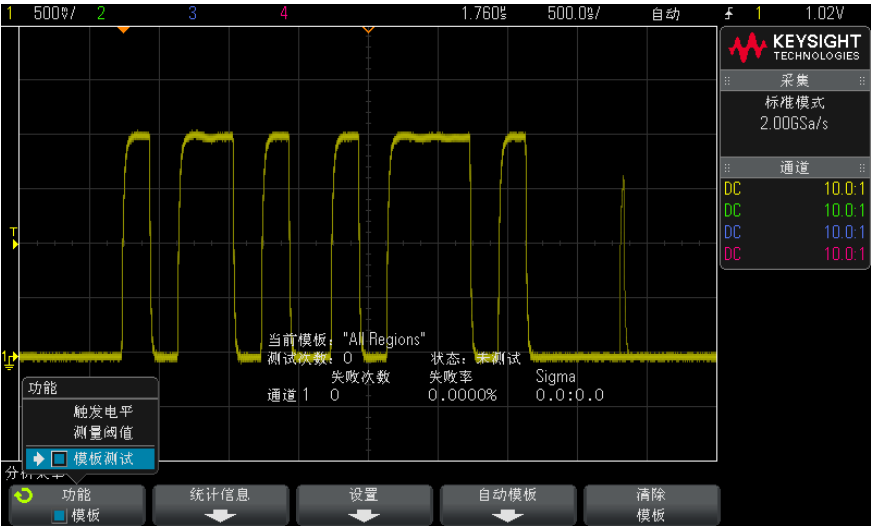 1 500V/ 2 3 4 1.760s 500.0s/ 自动 1 1.02V
KEYSIGHT
TECHNOLOGIES
采集
标准模式
2.00GSa/s
通道
DC 10.0:1
DC 10.0:1
DC 10.0:1
DC 10.0:1
T
1
当前模板: "All Regions"
测试次数: 0 状态: 未测试
失败次数 失败率 Sigma
通道 1 0 0.0000% 0.0:0.0
功能
触发电平
测量阈值
模板测试
分析菜单
功能
模板
统计信息
设置
自动模板
清除
模板